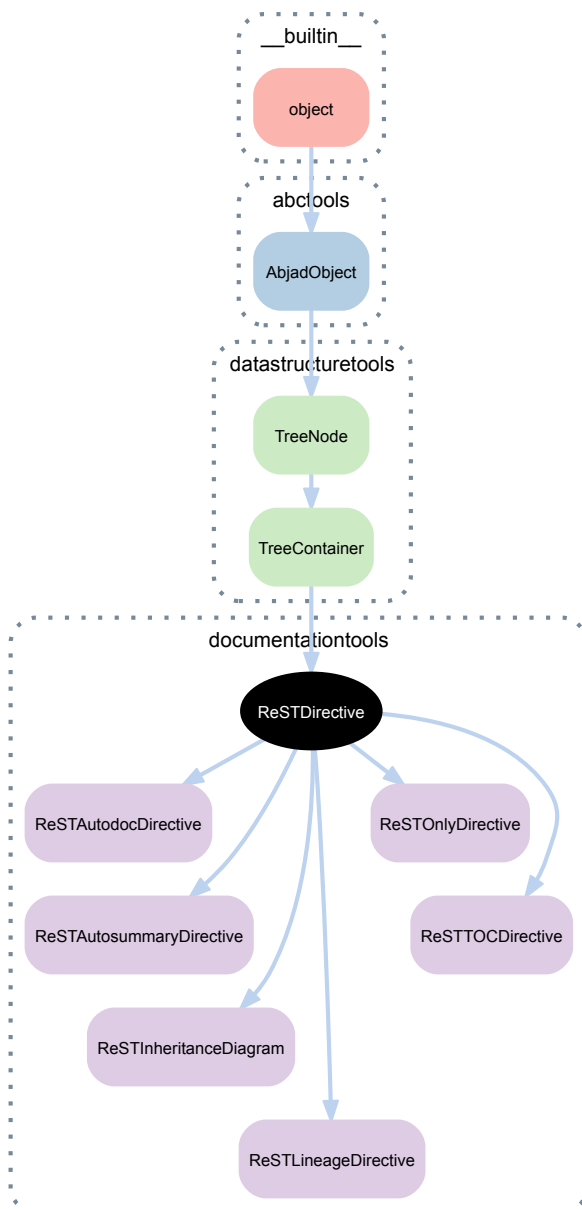 __builtin__
object
abctools
AbjadObject
datastructuretools
TreeNode
TreeContainer
documentationtools
ReSTDirective
ReSTAutodocDirective
ReSTOnlyDirective
ReSTAutosummaryDirective
ReSTTOCDirective
ReSTInheritanceDiagram
ReSTLineageDirective